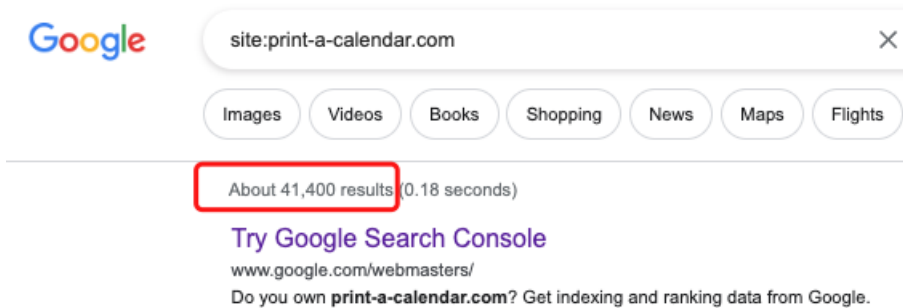 Google
site:print-a-calendar.com
Images Videos Books Shopping News Maps Flights
About 41,400 results (0.18 seconds)
Try Google Search Console
www.google.com/webmasters/
Do you own print-a-calendar.com? Get indexing and ranking data from Google.